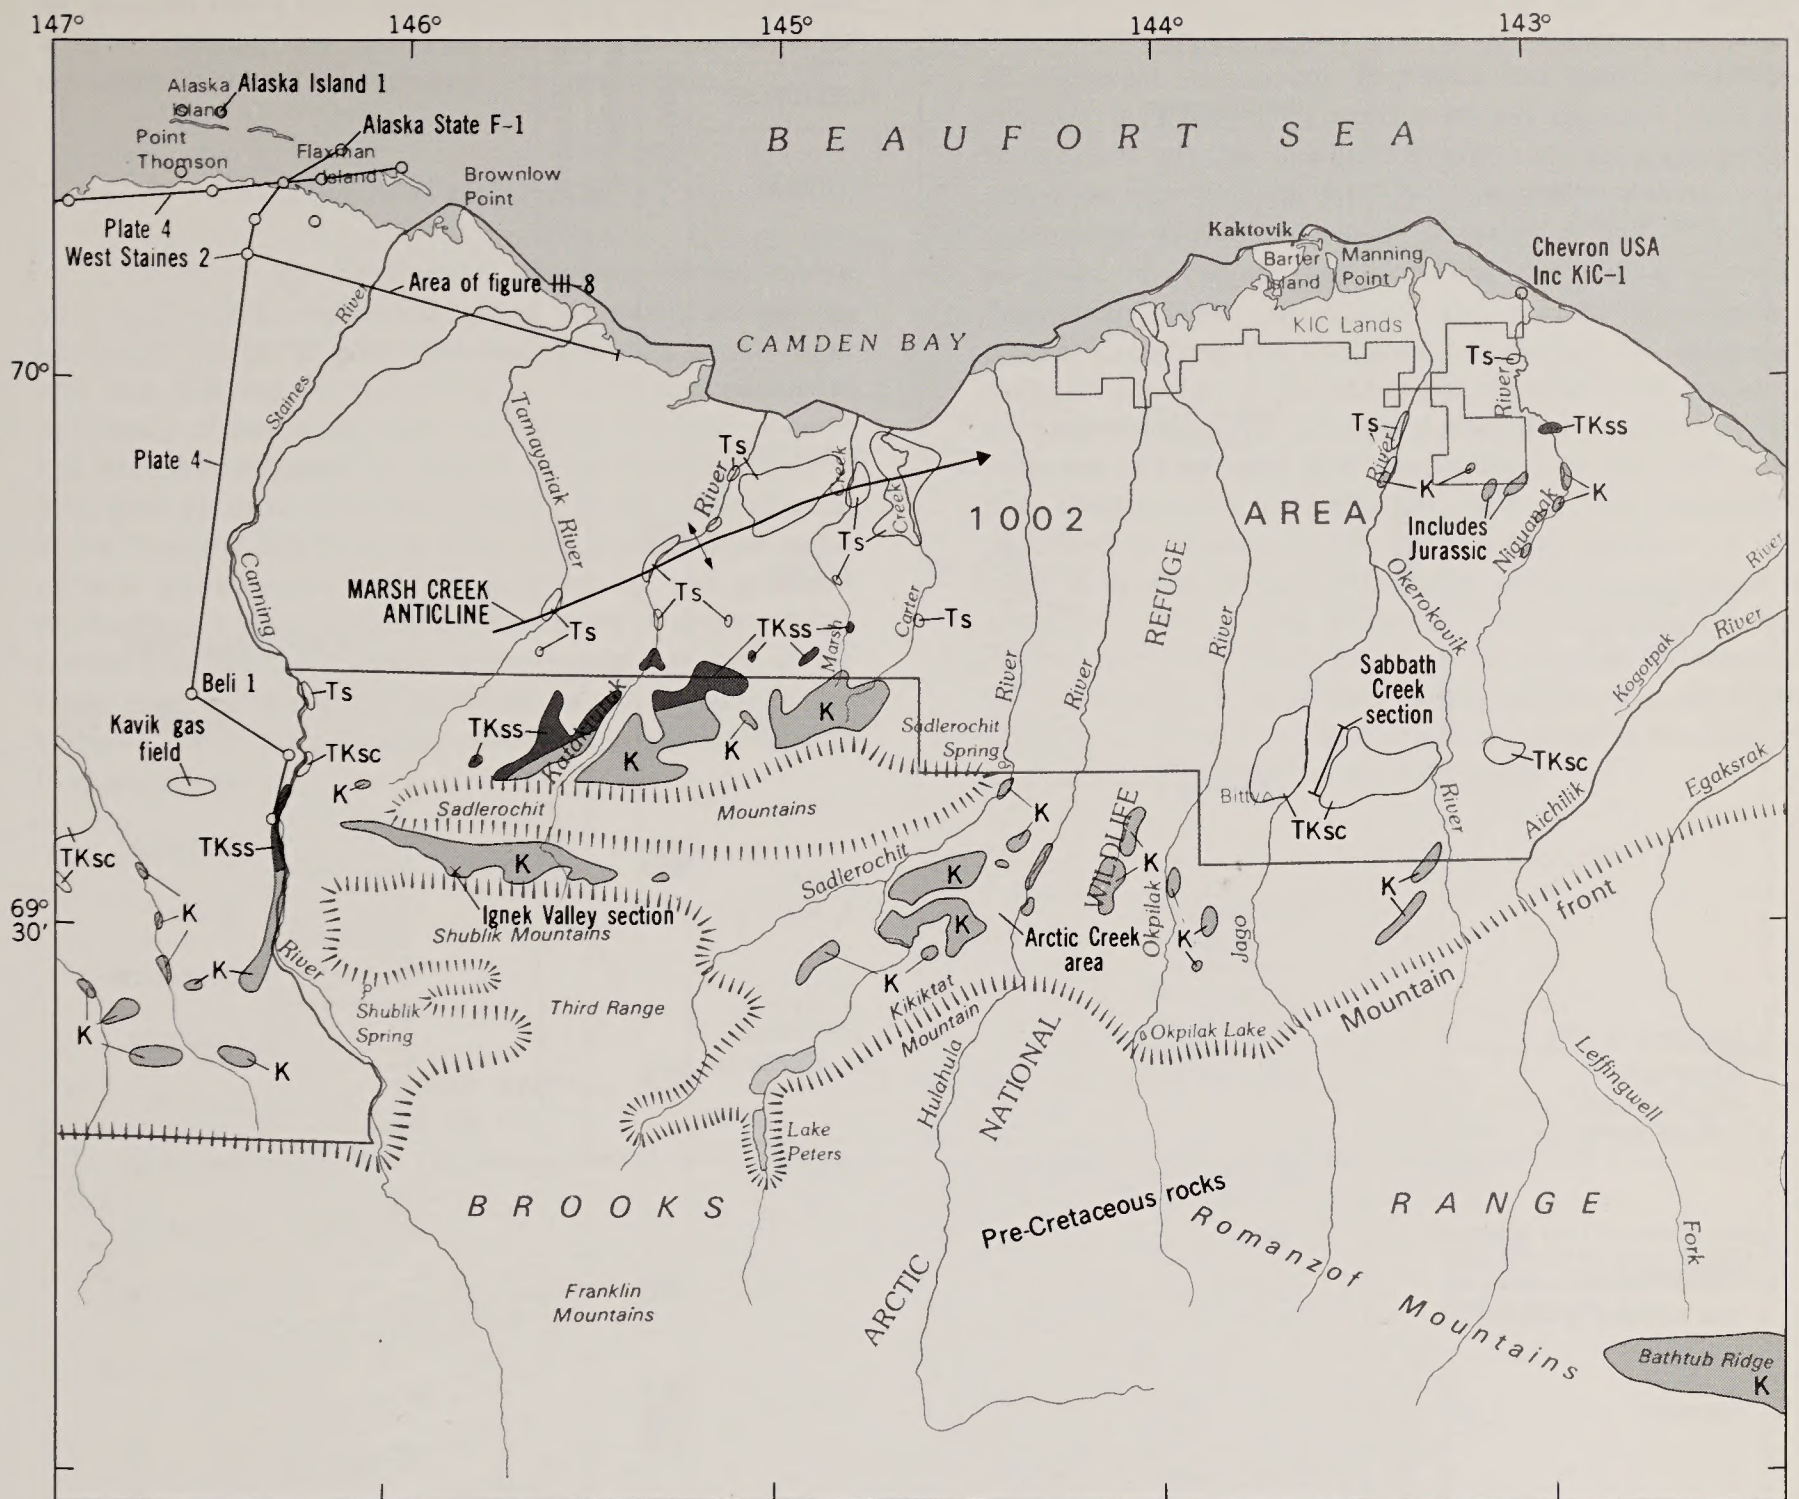 147° 146° 145° 144° 143°
Alaska
Island
Alaska Island 1
Point
Thomson
Alaska State F-1
Flaxman
Island
Brownlow
Point
BEAUFORT SEA
Plate 4
West Staines 2
Area of figure III-8
Kaktovik
Barter
Island
Manning
Point
Chevron USA
Inc KIC-1
KIC Lands
CAMDEN BAY
70°
River
Staines
Tamayariak River
Ts
River
Creek
Creek
Ts
River
Ts
River
TKss
Plate 4
1002 AREA
K
K
Includes
Jurassic
Niguanak
Ts
Canning
MARSH CREEK
ANTICLINE
Ts
Ts
TKss
Marsh
Carter
Ts
REFUGE
River
River
River
Okerokovik
River
River
Kogotpak
Sabbath
Creek
section
Beli 1
Ts
Kavik gas
field
TKsc
TKss
Katakturuk
K
K
K
K
Sadlerochit
Spring
Sadlerochit Mountains
Bitty
TKsc
TKsc
River
Aichilik
Egaksrak
TKsc
TKss
K
K
Sadlerochit
K
K
WILDLIFE
K
K
69°
30'
K
Ignek Valley section
Shublik Mountains
Arctic Creek
area
Okpilak
K
Jago
Mountain front
River
K
K
K
K
Shublik
Spring
Third Range
K
Kikiktat
Mountain
Hulahula
NATIONAL
Okpilak Lake
Leffingwell
Fork
Lake
Peters
BROOKS RANGE
Pre-Cretaceous rocks
Romanzof Mountains
ARCTIC
Franklin
Mountains
Bathtub Ridge
K